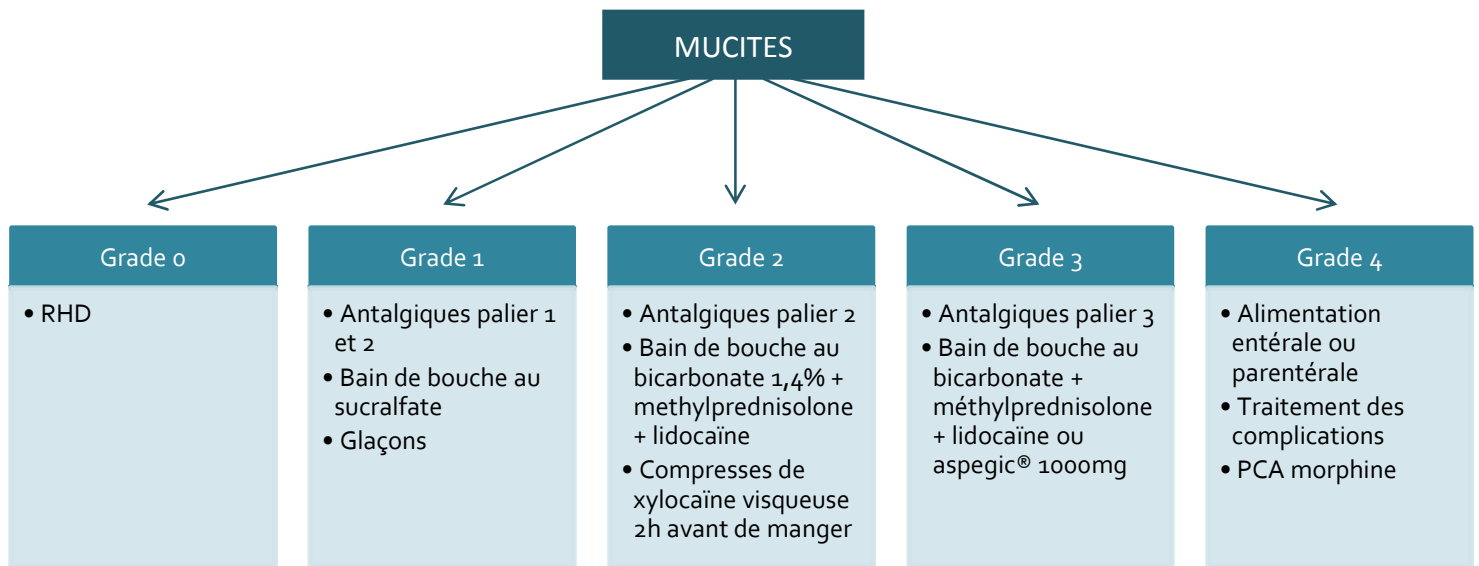 MUCITES
Grade 0
• RHD
Grade 1
• Antalgiques palier 1
et 2
• Bain de bouche au
sucralfate
• Glaçons
Grade 2
• Antalgiques palier 2
• Bain de bouche au
bicarbonate 1,4% +
methylprednisolone
+ lidocaïne
• Compresses de
xylocaïne visqueuse
2h avant de manger
Grade 3
• Antalgiques palier 3
• Bain de bouche au
bicarbonate +
méthylprednisolone
+ lidocaïne ou
aspegic® 1000mg
Grade 4
• Alimentation
entérale ou
parentérale
• Traitement des
complications
• PCA morphine